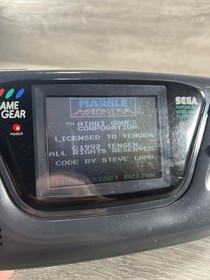 GAME GEAR
POWER
SEGA
MARBLE
MADNESS
™ ATARI GAMES
CORPORATION.
LICENSED TO TENGEN.
©1992 TENGEN.
ALL RIGHTS RESERVED.
CODE BY STEVE LAMB
START BUTTON